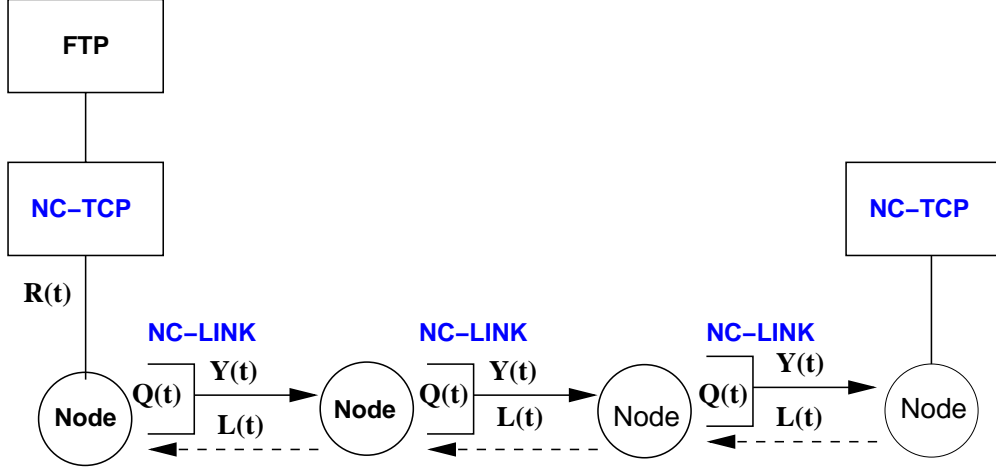 FTP
NC–TCP
NC–TCP
R(t)
NC–LINK
NC–LINK
NC–LINK
Q(t)
Y(t)
L(t)
Q(t)
Y(t)
L(t)
Q(t)
Y(t)
L(t)
Node
Node
Node
Node